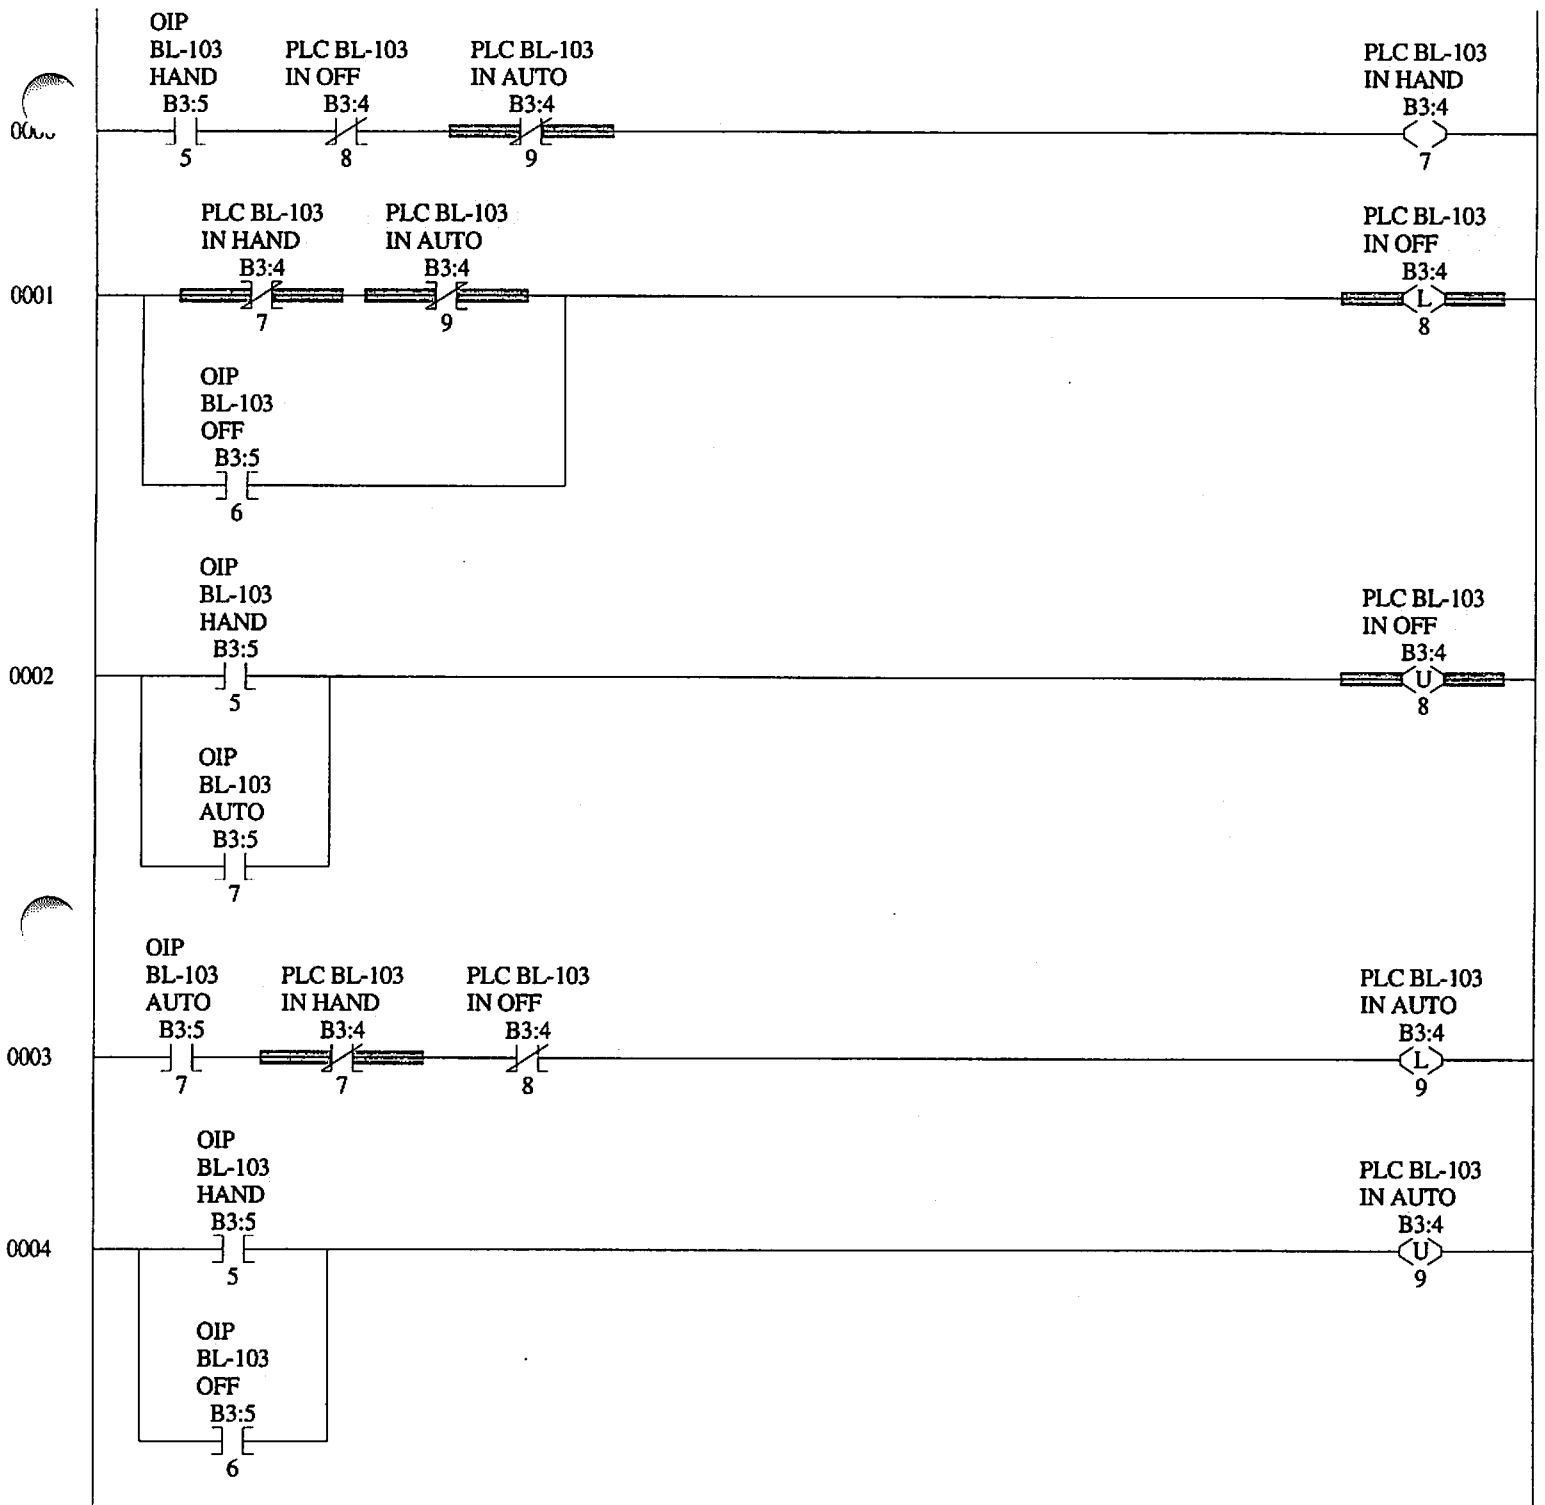 OIP
BL-103
HAND
B3:5
5
PLC BL-103
IN OFF
B3:4
8
PLC BL-103
IN AUTO
B3:4
9
PLC BL-103
IN HAND
B3:4
7
0001
PLC BL-103
IN HAND
B3:4
7
PLC BL-103
IN AUTO
B3:4
9
PLC BL-103
IN OFF
B3:4
L
8
OIP
BL-103
OFF
B3:5
6
0002
OIP
BL-103
HAND
B3:5
5
PLC BL-103
IN OFF
B3:4
U
8
OIP
BL-103
AUTO
B3:5
7
0003
OIP
BL-103
AUTO
B3:5
7
PLC BL-103
IN HAND
B3:4
7
PLC BL-103
IN OFF
B3:4
8
PLC BL-103
IN AUTO
B3:4
L
9
0004
OIP
BL-103
HAND
B3:5
5
PLC BL-103
IN AUTO
B3:4
U
9
OIP
BL-103
OFF
B3:5
6